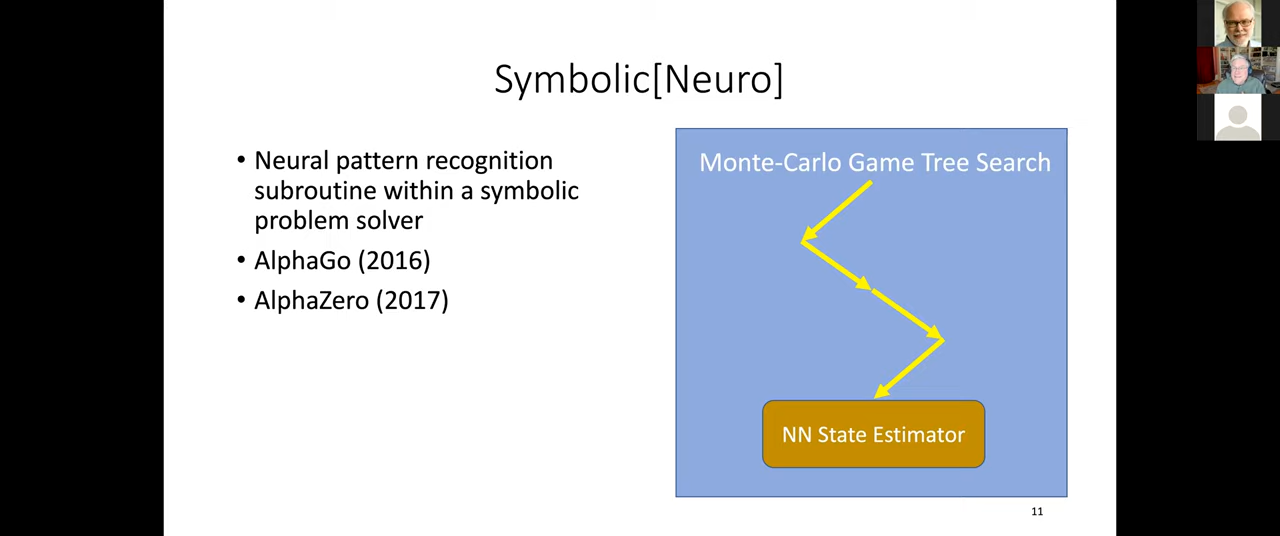 Symbolic[Neuro]
• Neural pattern recognition
subroutine within a symbolic
problem solver
• AlphaGo (2016)
• AlphaZero (2017)
Monte-Carlo Game Tree Search
NN State Estimator
11